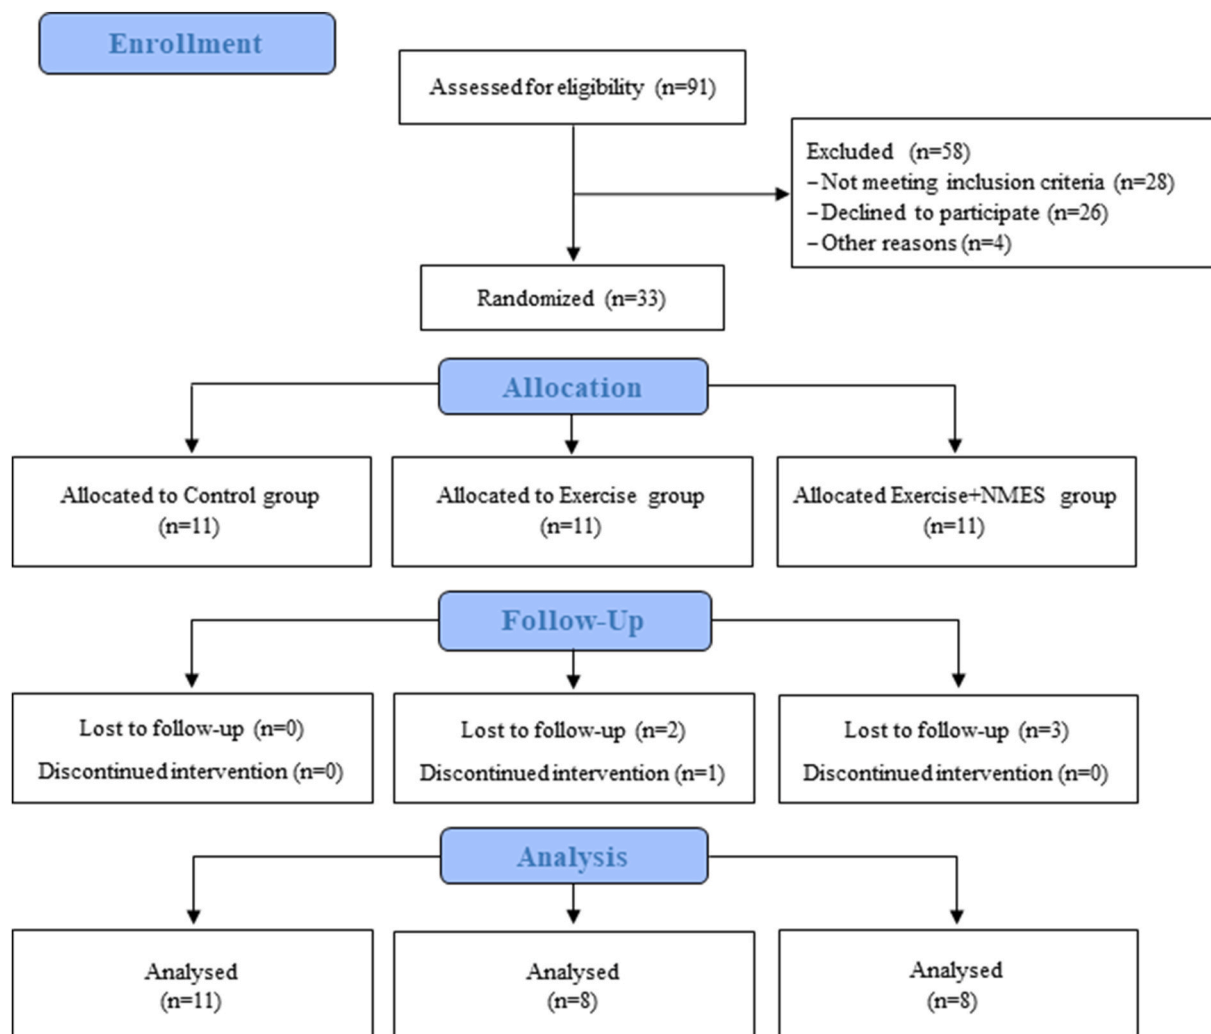 Enrollment
Assessed for eligibility (n=91)
Excluded (n=58)
–Not meeting inclusion criteria (n=28)
–Declined to participate (n=26)
–Other reasons (n=4)
Randomized (n=33)
Allocation
Allocated to Control group
(n=11)
Allocated to Exercise group
(n=11)
Allocated Exercise+NMES group
(n=11)
Follow-Up
Lost to follow-up (n=0)
Discontinued intervention (n=0)
Lost to follow-up (n=2)
Discontinued intervention (n=1)
Lost to follow-up (n=3)
Discontinued intervention (n=0)
Analysis
Analysed
(n=11)
Analysed
(n=8)
Analysed
(n=8)